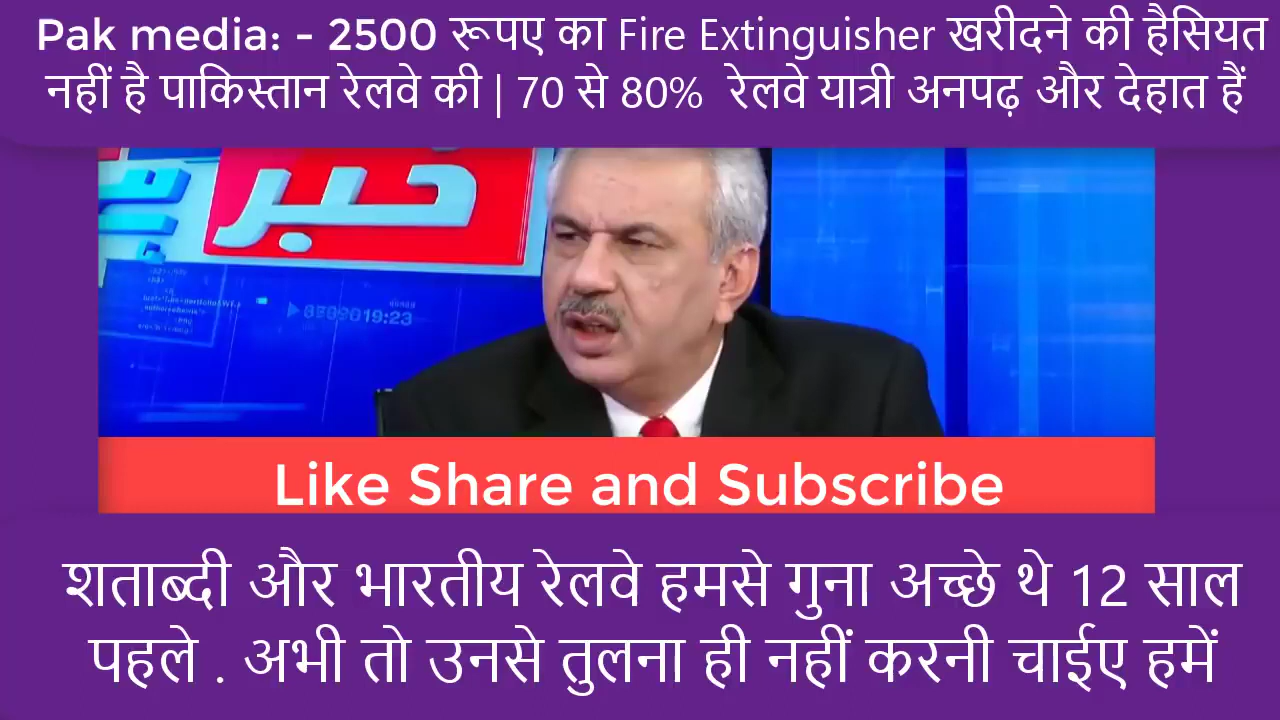 Pak media: - 2500 रूपए का Fire Extinguisher खरीदने की हैसियत
नहीं है पाकिस्तान रेलवे की | 70 से 80% रेलवे यात्री अनपढ़ और देहात हैं
خبر
Like Share and Subscribe
शताब्दी और भारतीय रेलवे हमसे गुना अच्छे थे 12 साल
पहले . अभी तो उनसे तुलना ही नहीं करनी चाईए हमें